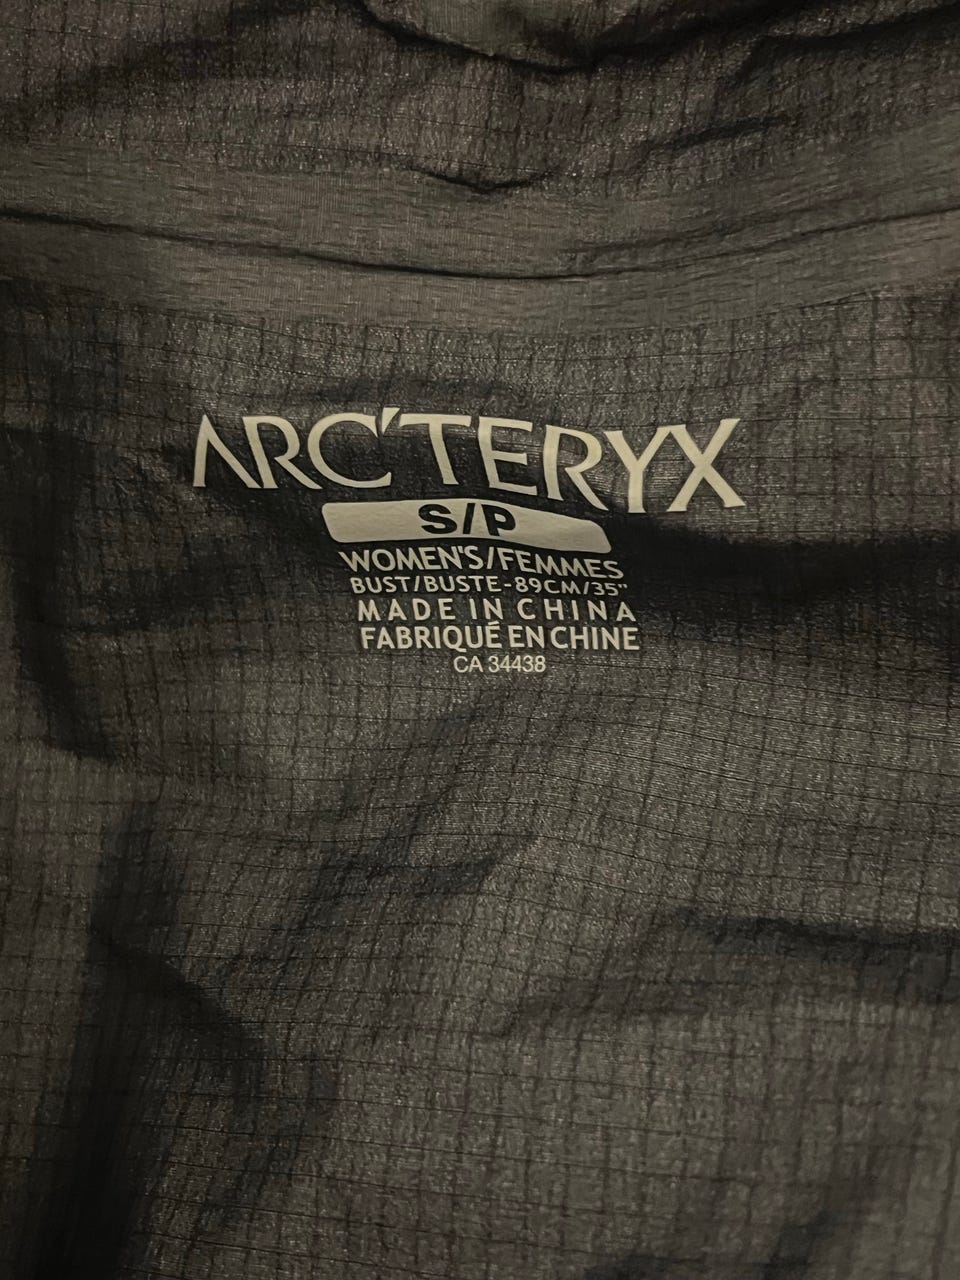 ARC'TERYX
S/P
WOMEN'S/FEMMES
BUST/BUSTE-89CM/35"
MADE IN CHINA
FABRIQUÉ EN CHINE
CA 34438